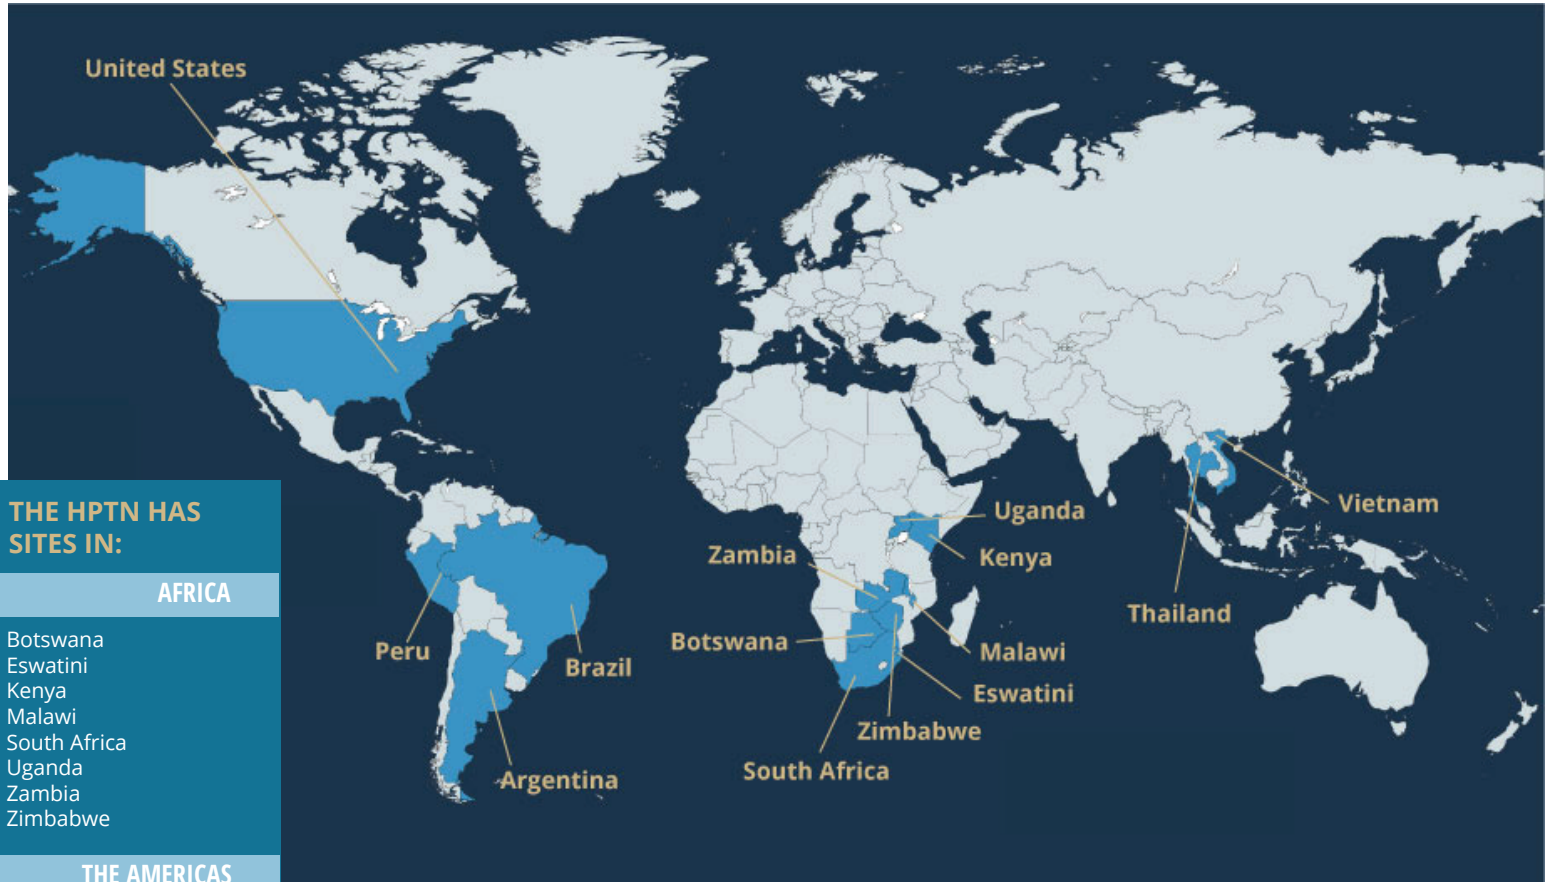 United States
Uganda
Vietnam
Zambia
Kenya
Thailand
Botswana
Malawi
Peru
Brazil
Eswatini
Zimbabwe
South Africa
Argentina
THE HPTN HAS
SITES IN:
AFRICA
Botswana
Eswatini
Kenya
Malawi
South Africa
Uganda
Zambia
Zimbabwe
THE AMERICAS